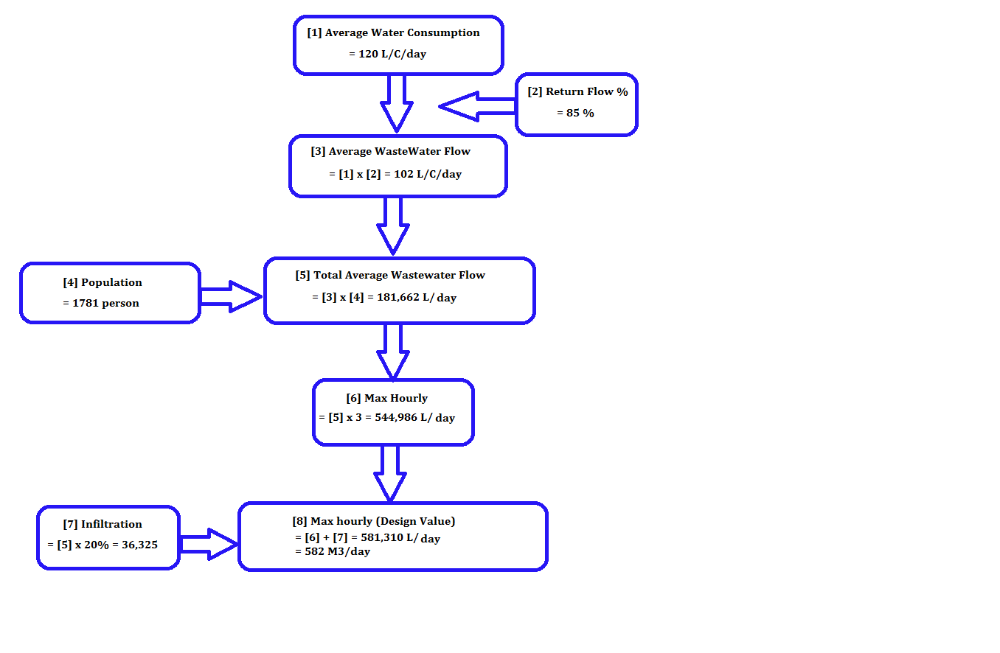 [1] Average Water Consumption
= 120 L/C/day
[2] Return Flow %
= 85 %
[3] Average WasteWater Flow
= [1] x [2] = 102 L/C/day
[4] Population
= 1781 person
[5] Total Average Wastewater Flow
= [3] x [4] = 181,662 L/ day
[6] Max Hourly
= [5] x 3 = 544,986 L/ day
[7] Infiltration
= [5] x 20% = 36,325
[8] Max hourly (Design Value)
= [6] + [7] = 581,310 L/ day
= 582 M3/day